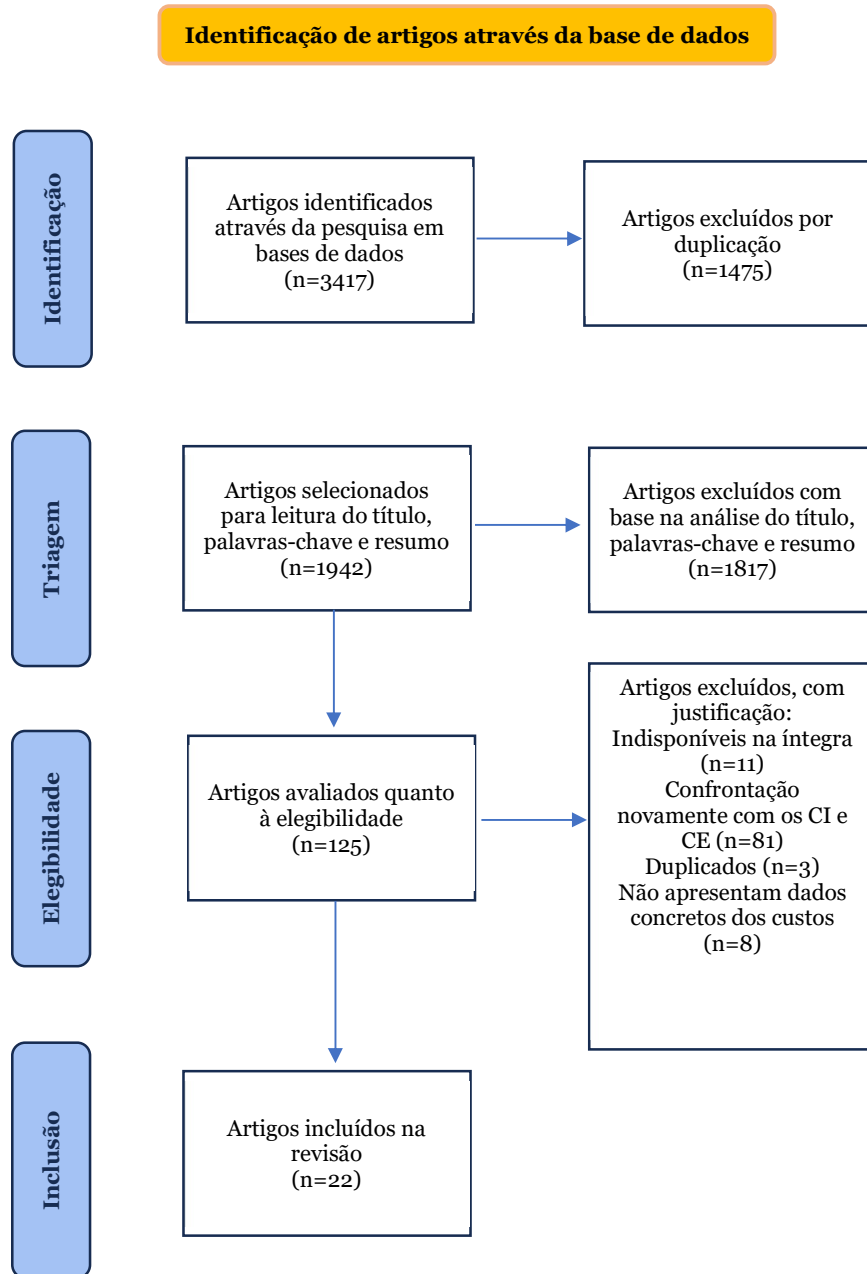 Identificação de artigos através da base de dados
Identificação
Artigos identificados
através da pesquisa em
bases de dados
(n=3417)
Artigos excluídos por
duplicação
(n=1475)
Triagem
Artigos selecionados
para leitura do título,
palavras-chave e resumo
(n=1942)
Artigos excluídos com
base na análise do título,
palavras-chave e resumo
(n=1817)
Elegibilidade
Artigos avaliados quanto
à elegibilidade
(n=125)
Artigos excluídos, com
justificação:
Indisponíveis na íntegra
(n=11)
Confrontação
novamente com os CI e
CE (n=81)
Duplicados (n=3)
Não apresentam dados
concretos dos custos
(n=8)
Inclusão
Artigos incluídos na
revisão
(n=22)